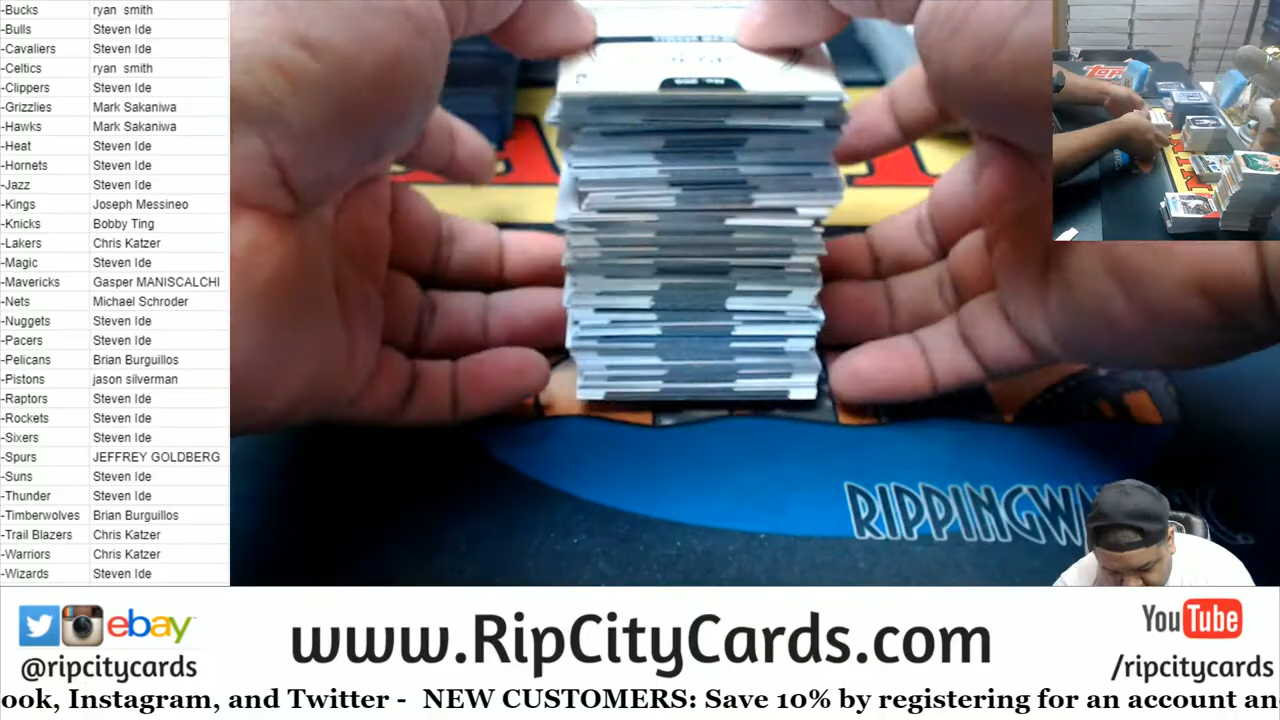 -Bucks ryan smith
-Bulls Steven Ide
-Cavaliers Steven Ide
-Celtics ryan smith
-Clippers Steven Ide
-Grizzlies Mark Sakaniwa
-Hawks Mark Sakaniwa
-Heat Steven Ide
-Hornets Steven Ide
-Jazz Steven Ide
-Kings Joseph Messineo
-Knicks Bobby Ting
-Lakers Chris Katzer
-Magic Steven Ide
-Mavericks Gasper MANISCALCHI
-Nets Michael Schroder
-Nuggets Steven Ide
-Pacers Steven Ide
-Pelicans Brian Burguillos
-Pistons jason silverman
-Raptors Steven Ide
-Rockets Steven Ide
-Sixers Steven Ide
-Spurs JEFFREY GOLDBERG
-Suns Steven Ide
-Thunder Steven Ide
-Timberwolves Brian Burguillos
-Trail Blazers Chris Katzer
-Warriors Chris Katzer
-Wizards Steven Ide
Topps
ebay
@ripcitycards
www.RipCityCards.com
YouTube
/ripcitycards
ook, Instagram, and Twitter - NEW CUSTOMERS: Save 10% by registering for an account an